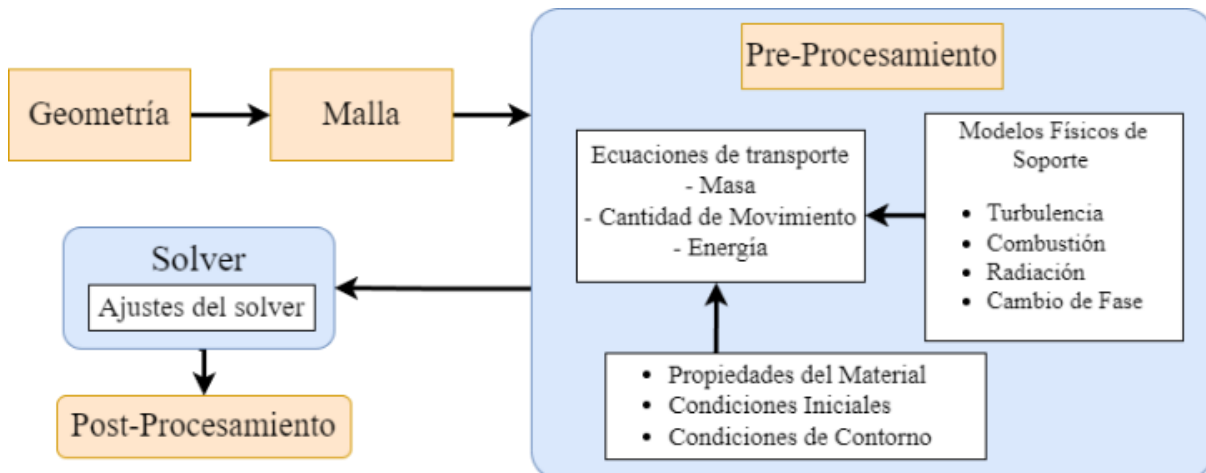 Geometría
Malla
Pre-Procesamiento
Ecuaciones de transporte
- Masa
- Cantidad de Movimiento
- Energía
Modelos Físicos de
Soporte
• Turbulencia
• Combustión
• Radiación
• Cambio de Fase
• Propiedades del Material
• Condiciones Iniciales
• Condiciones de Contorno
Solver
Ajustes del solver
Post-Procesamiento